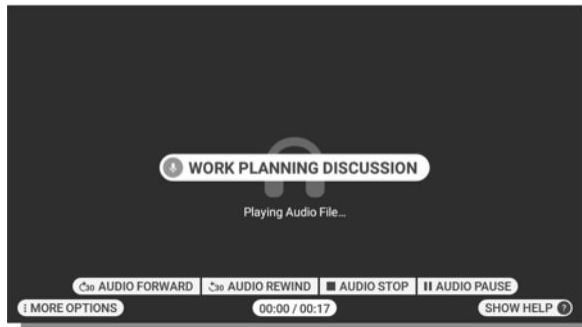 WORK PLANNING DISCUSSION
Playing Audio File...
30 AUDIO FORWARD 30 AUDIO REWIND AUDIO STOP AUDIO PAUSE
MORE OPTIONS 00:00 / 00:17 SHOW HELP ?